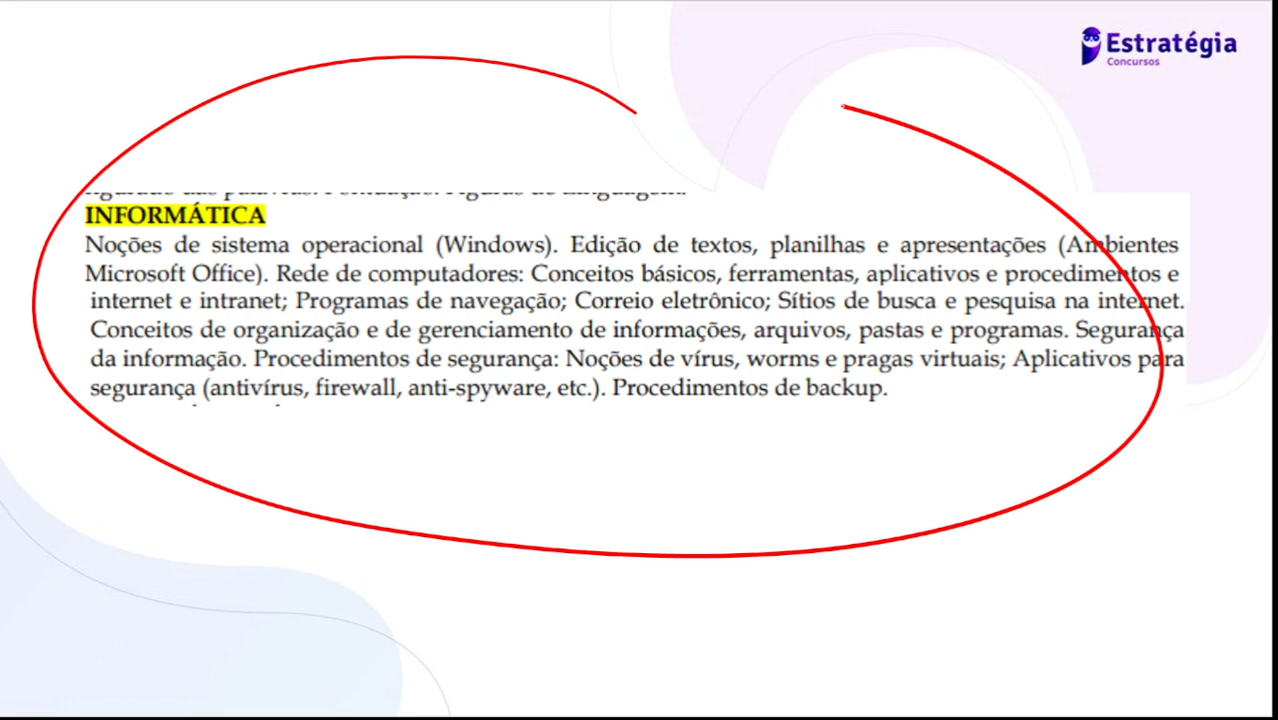 Estratégia
Concursos
INFORMÁTICA
Noções de sistema operacional (Windows). Edição de textos, planilhas e apresentações (Ambientes
Microsoft Office). Rede de computadores: Conceitos básicos, ferramentas, aplicativos e procedimentos e
internet e intranet; Programas de navegação; Correio eletrônico; Sítios de busca e pesquisa na internet.
Conceitos de organização e de gerenciamento de informações, arquivos, pastas e programas. Segurança
da informação. Procedimentos de segurança: Noções de vírus, worms e pragas virtuais; Aplicativos para
segurança (antivírus, firewall, anti-spyware, etc.). Procedimentos de backup.